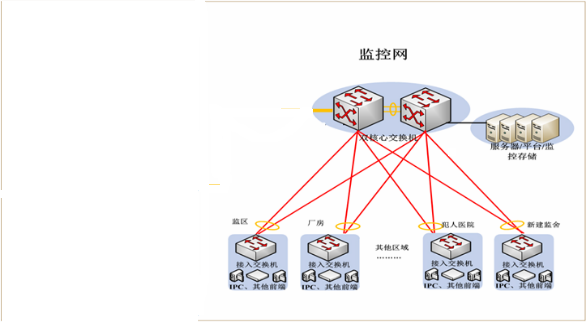 监控网
双核心交换机
服务器/平台/监
控存储
监区
厂房
其他区域
………
犯人医院
新建监舍
接入交换机
IPC、其他前端
接入交换机
IPC、其他前端
接入交换机
IPC、其他前端
接入交换机
IPC、其他前端